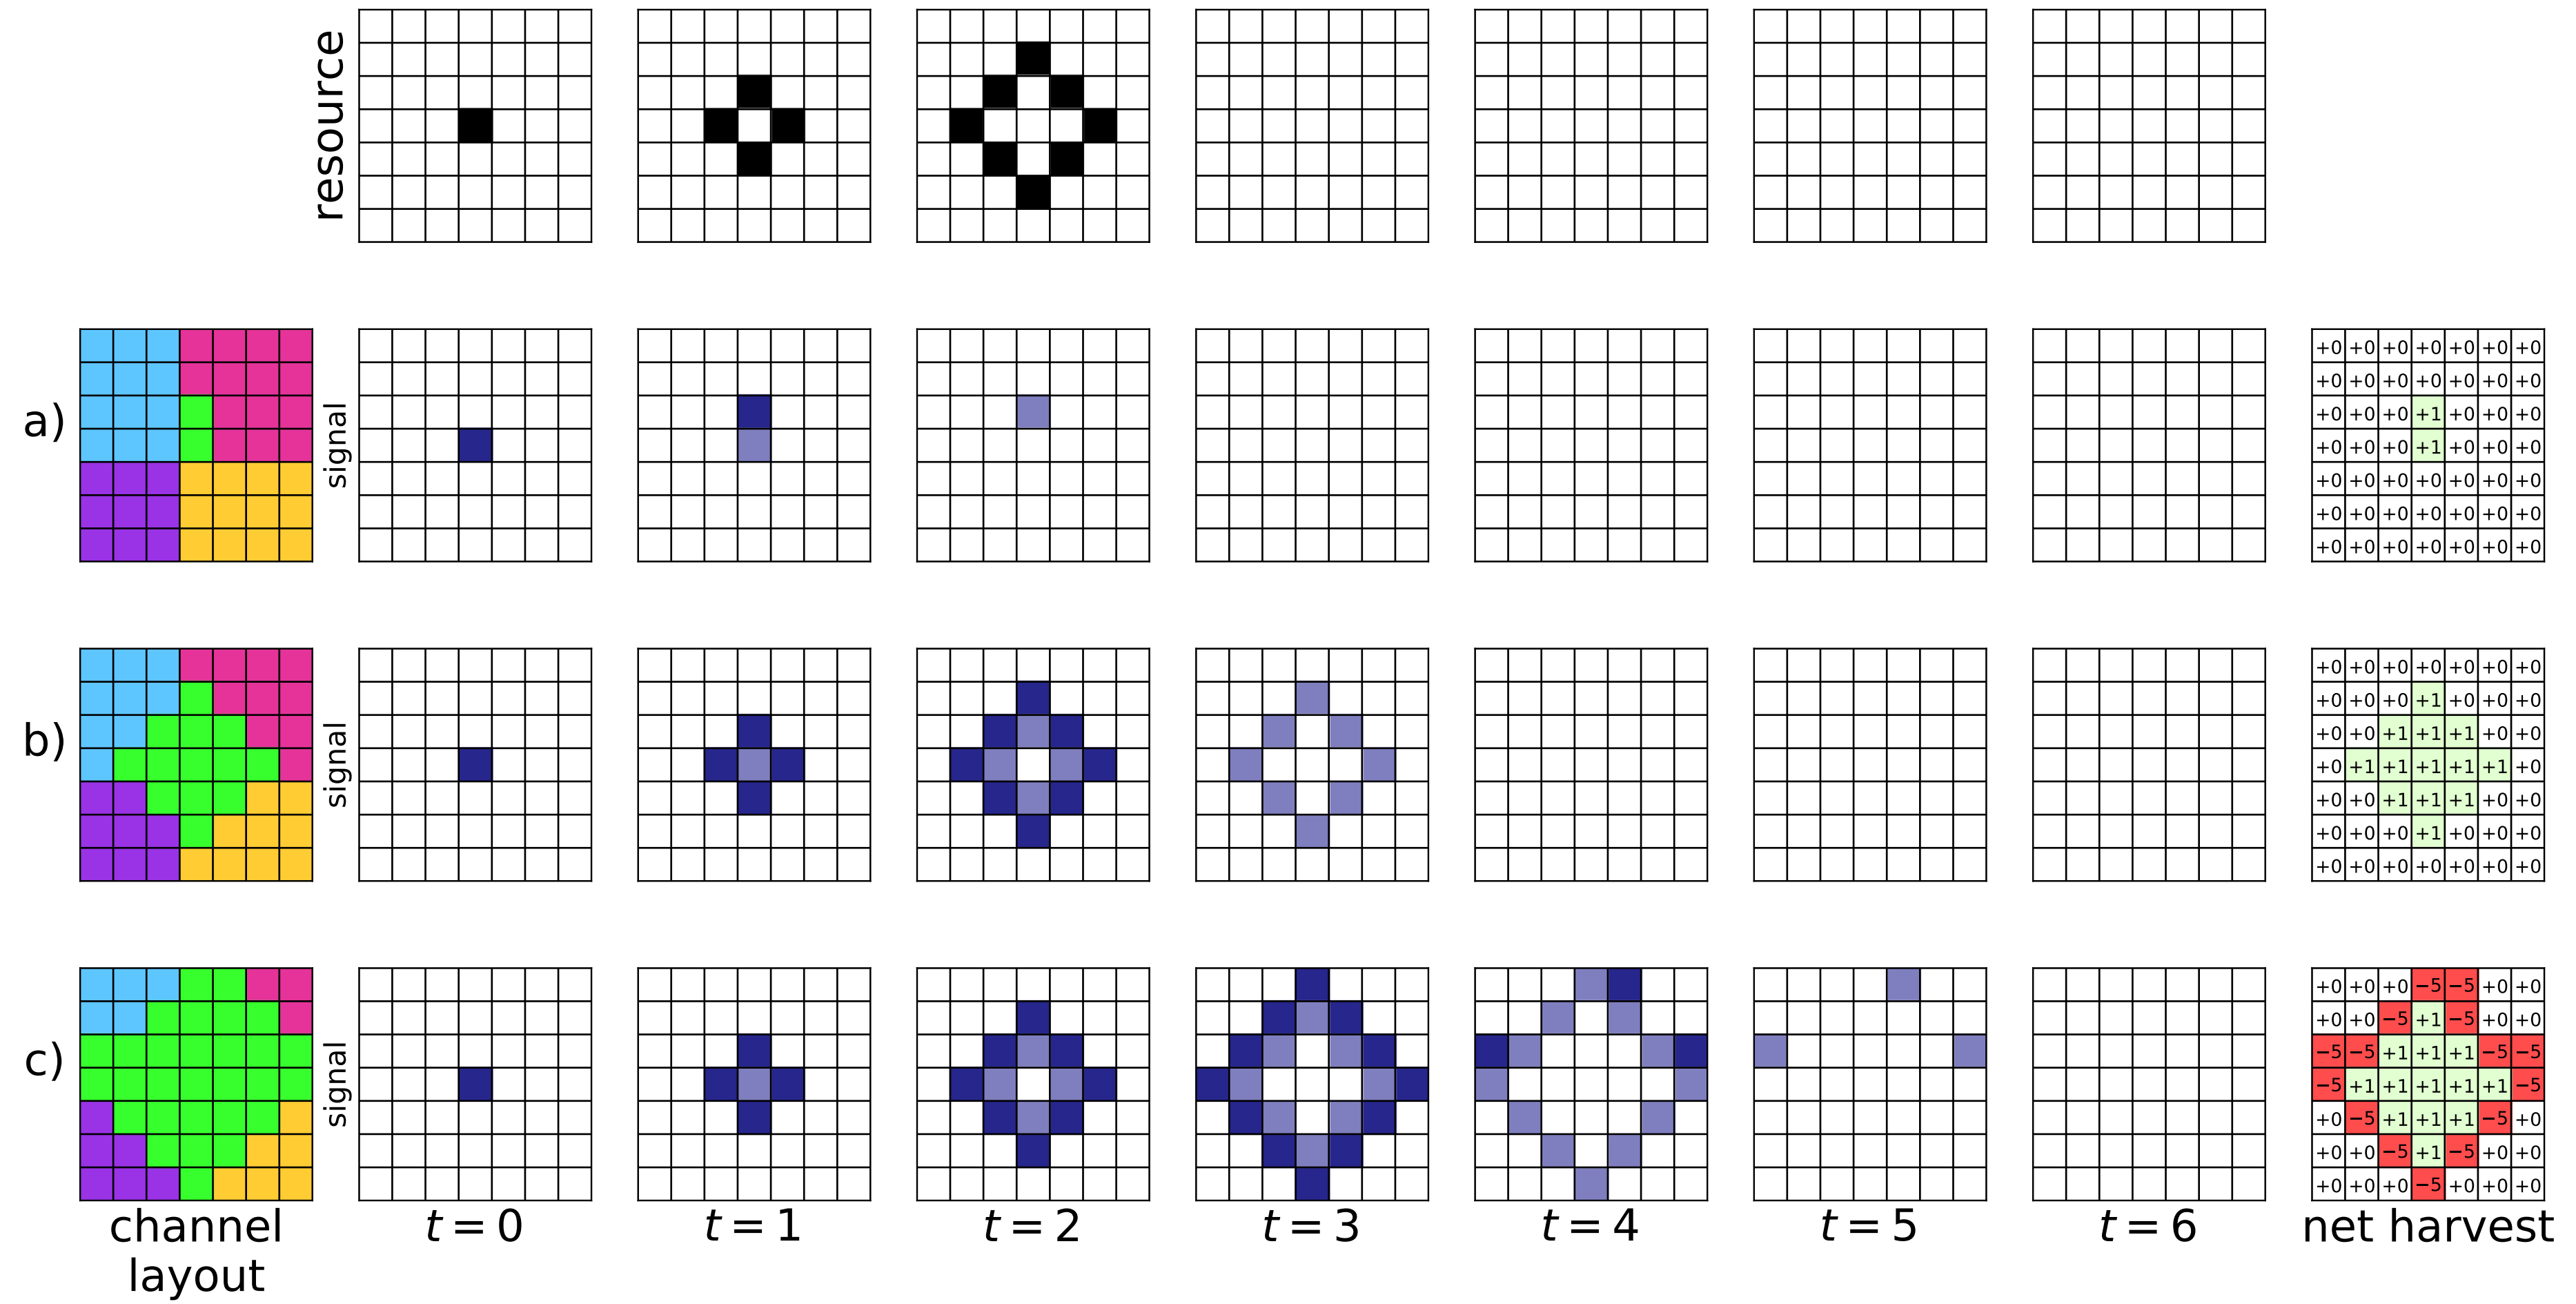 resource
a)
signal
+0 +0 +0 +0 +0 +0 +0
+0 +0 +0 +0 +0 +0 +0
+0 +0 +0 +1 +0 +0 +0
+0 +0 +0 +1 +0 +0 +0
+0 +0 +0 +0 +0 +0 +0
+0 +0 +0 +0 +0 +0 +0
+0 +0 +0 +0 +0 +0 +0
b)
signal
+0 +0 +0 +0 +0 +0 +0
+0 +0 +0 +1 +0 +0 +0
+0 +0 +1 +1 +1 +0 +0
+0 +1 +1 +1 +1 +1 +0
+0 +0 +1 +1 +1 +0 +0
+0 +0 +0 +1 +0 +0 +0
+0 +0 +0 +0 +0 +0 +0
c)
signal
+0 +0 +0 −5 −5 +0 +0
+0 +0 −5 +1 −5 +0 +0
−5 −5 +1 +1 +1 −5 −5
−5 +1 +1 +1 +1 +1 −5
+0 −5 +1 +1 +1 −5 +0
+0 +0 −5 +1 −5 +0 +0
+0 +0 +0 −5 +0 +0 +0
channel
layout
t = 0
t = 1
t = 2
t = 3
t = 4
t = 5
t = 6
net harvest